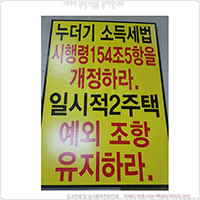 누더기 소득세법
시행령154조5항을
개정하라.
일시적2주택
예외 조항
유지하라.